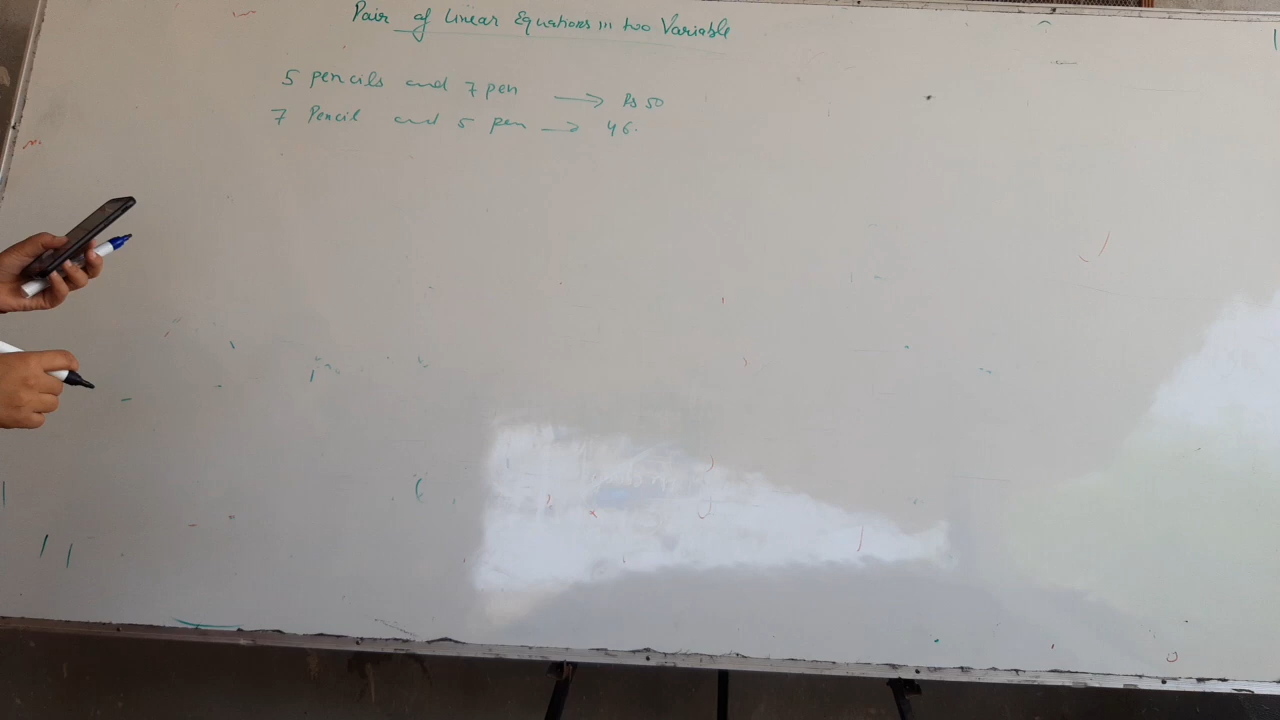 Pair of Linear Equations in two Variable
5 pencils and 7 pen → Rs 50
7 Pencil and 5 pen → 46.